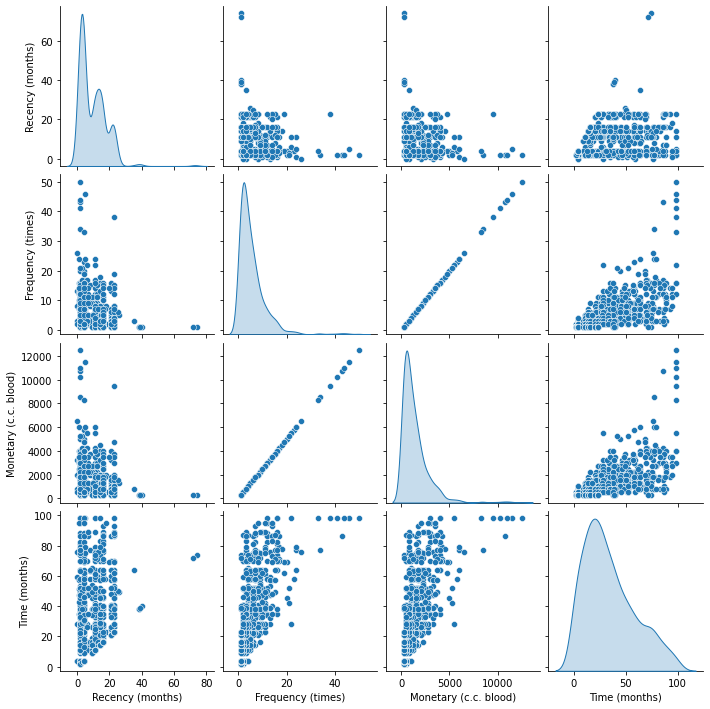 60
40
20
0
Recency (months)
50
40
30
20
10
0
Frequency (times)
12000
10000
8000
6000
4000
2000
0
Monetary (c.c. blood)
100
80
60
40
20
0
Time (months)
0 20 40 60 80
0 20 40
0 5000 10000
0 50 100
Recency (months) Frequency (times) Monetary (c.c. blood) Time (months)